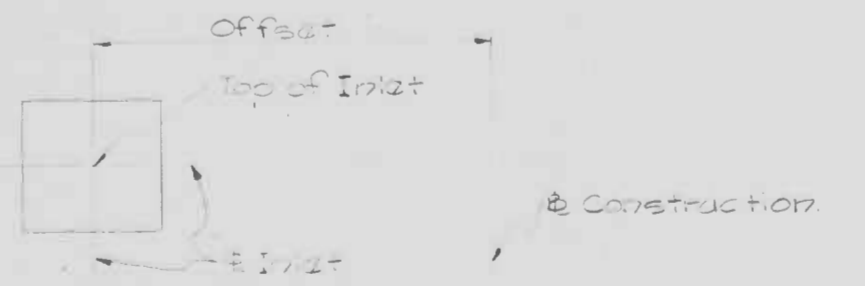 Offset
Top of Inlet
℄ Construction.
℄ Inlet